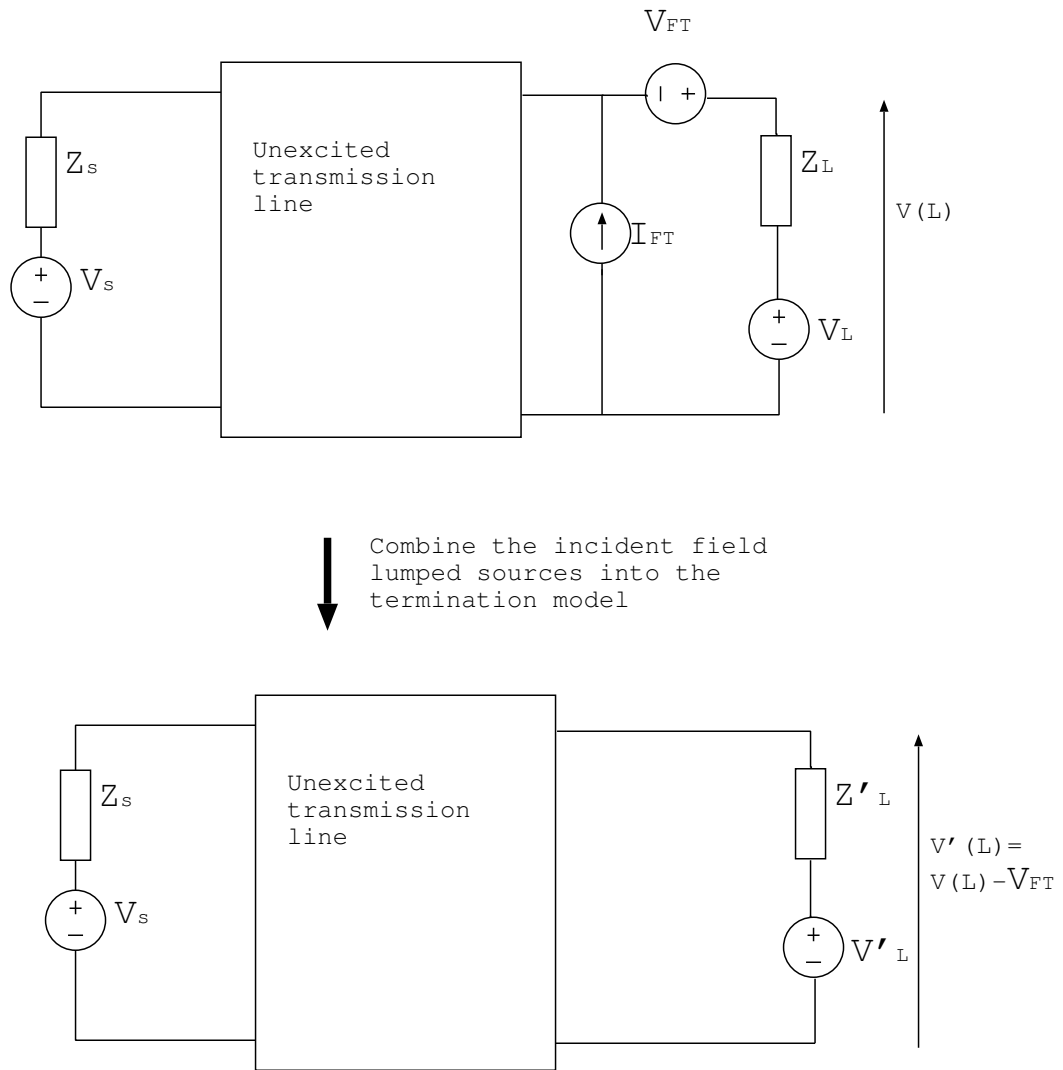 VFT
Unexcited
transmission
line
Zs
ZL
V(L)
IFT
+
−
Vs
− +
+
−
VL
Combine the incident field
lumped sources into the
termination model
Unexcited
transmission
line
Zs
Z'L
V'(L)=
V(L)−VFT
+
−
Vs
+
−
V'L